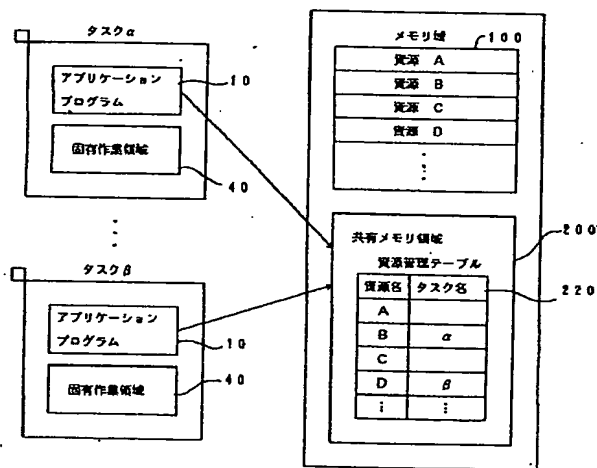 タスクα
アプリケーション
プログラム
10
固有作業領域
40
タスクβ
アプリケーション
プログラム
10
固有作業領域
40
メモリ域
100
資源 A
資源 B
資源 C
資源 D
共有メモリ領域
200
資源管理テーブル
資源名 タスク名
220
A
B α
C
D β